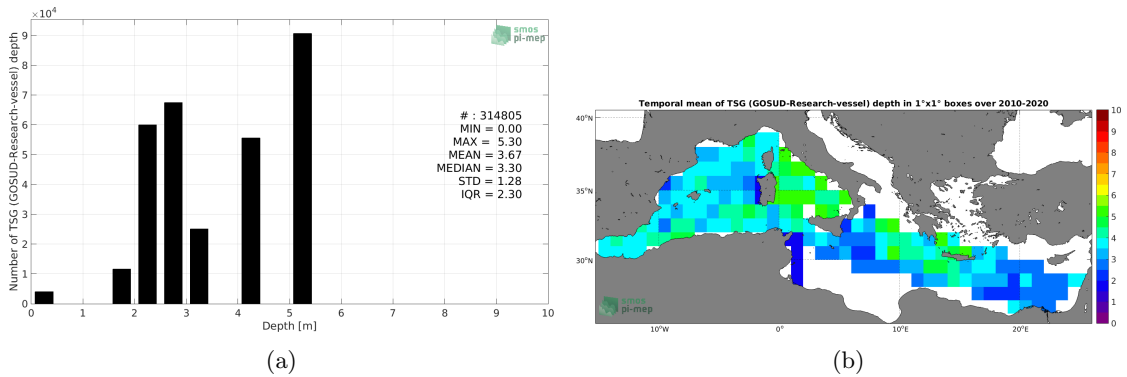 ×10⁴
9
8
7
6
5
4
3
2
1
0
Number of TSG (GOSUD-Research-vessel) depth
smos
pi-mep
# : 314805
MIN = 0.00
MAX = 5.30
MEAN = 3.67
MEDIAN = 3.30
STD = 1.28
IQR = 2.30
0 1 2 3 4 5 6 7 8 9 10
Depth [m]
(a)
Temporal mean of TSG (GOSUD-Research-vessel) depth in 1°x1° boxes over 2010-2020
40°N
35°N
30°N
10°W
0°
10°E
20°E
10
9
8
7
6
5
4
3
2
1
0
smos
pi-mep
(b)